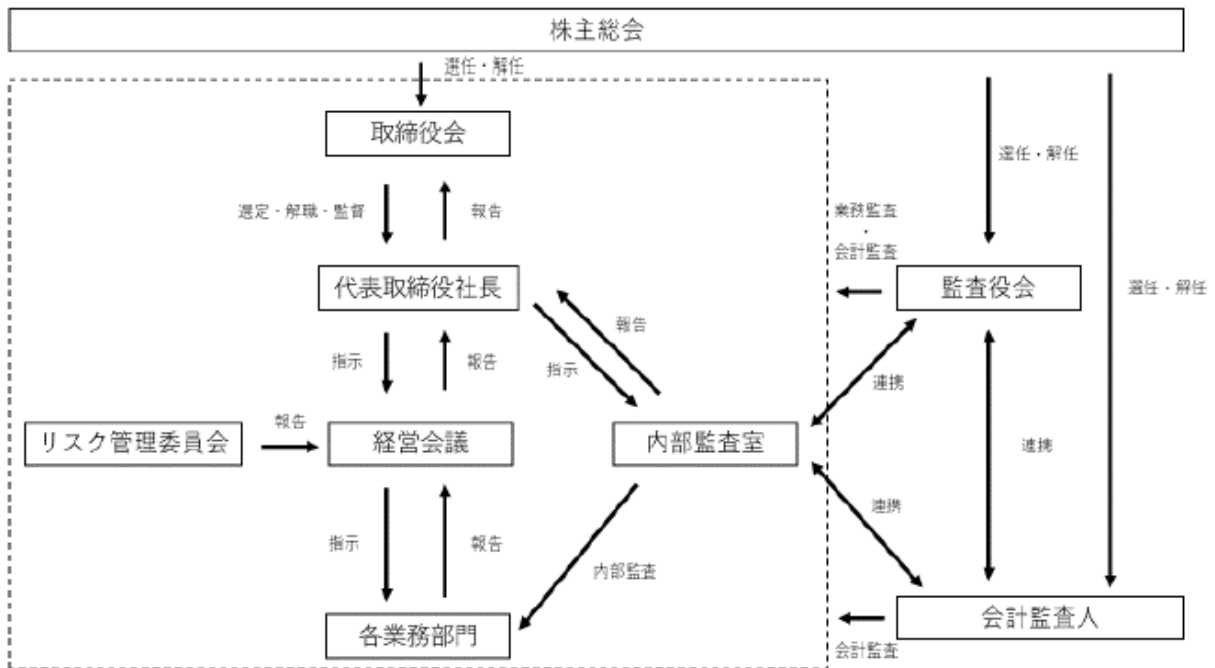 株主総会
選任・解任
取締役会
選任・解任
選定・解職・監督
報告
業務監査
・
会計監査
代表取締役社長
監査役会
選任・解任
報告
指示
報告
指示
連携
報告
リスク管理委員会
経営会議
内部監査室
連携
連携
指示
報告
内部監査
各業務部門
会計監査人
会計監査